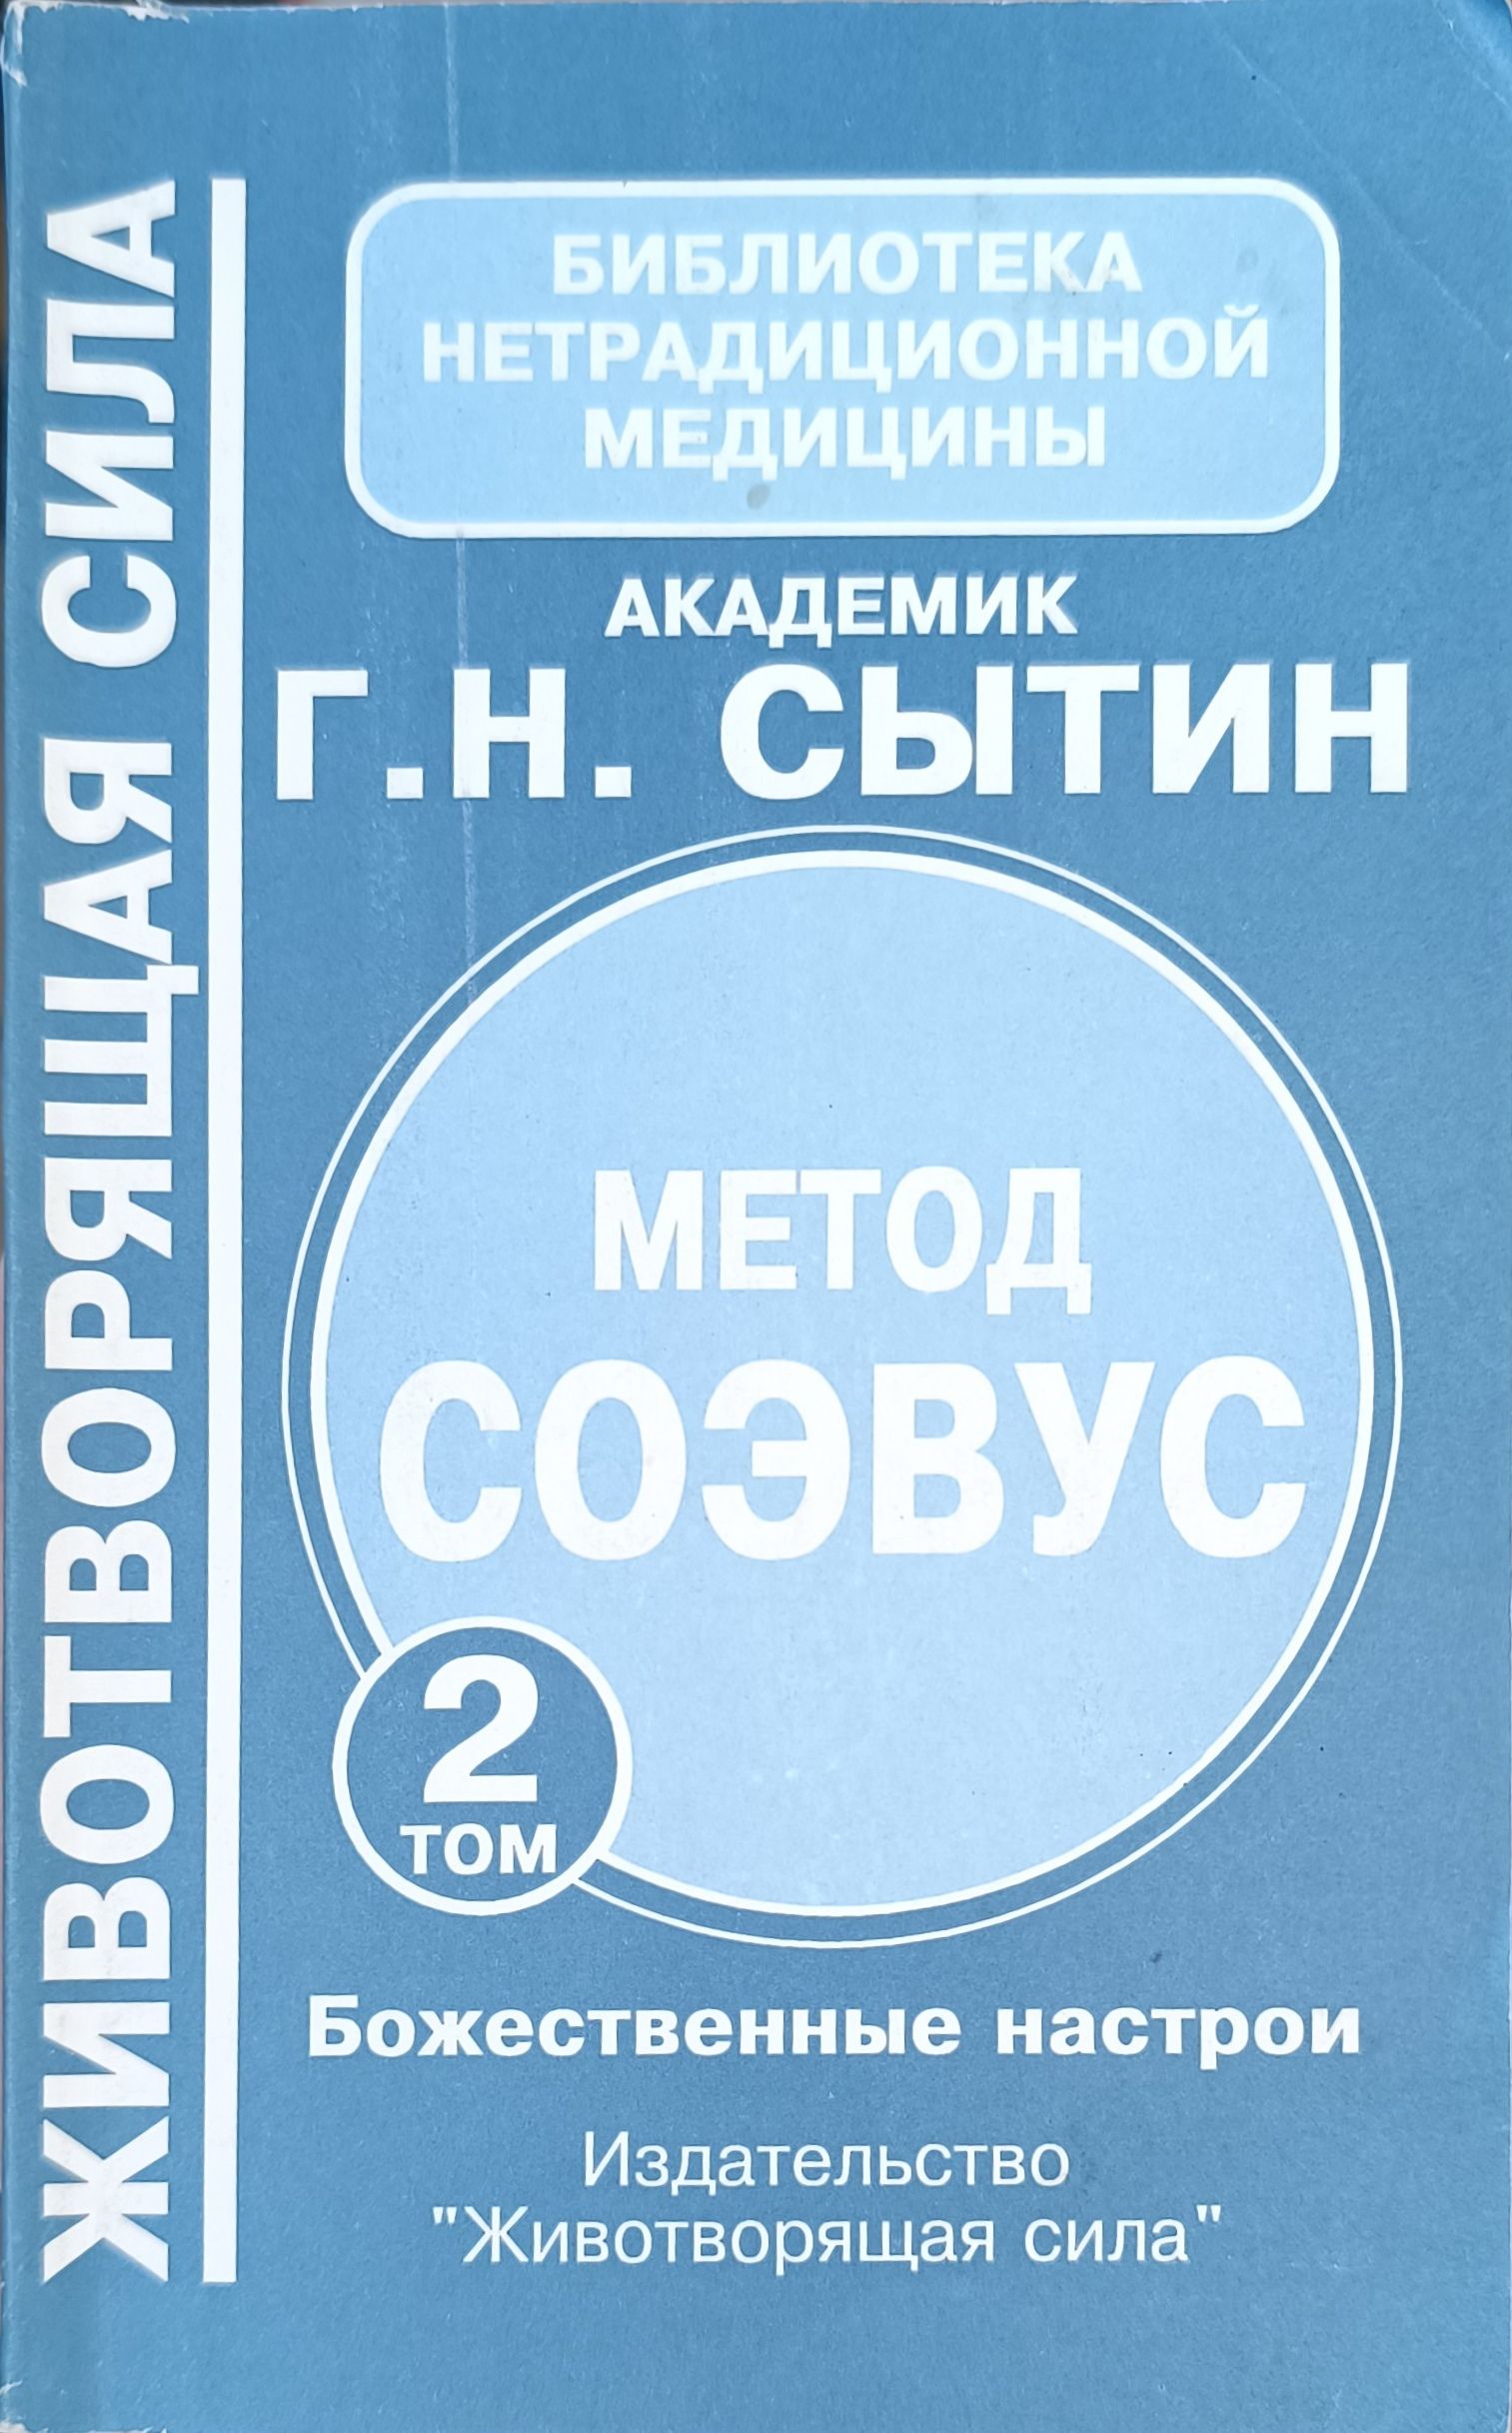 ЖИВОТВОРЯЩАЯ СИЛА
БИБЛИОТЕКА
НЕТРАДИЦИОННОЙ
МЕДИЦИНЫ
АКАДЕМИК
Г.Н. СЫТИН
МЕТОД
СОЭВУС
2
ТОМ
Божественные настрои
Издательство
"Животворящая сила"